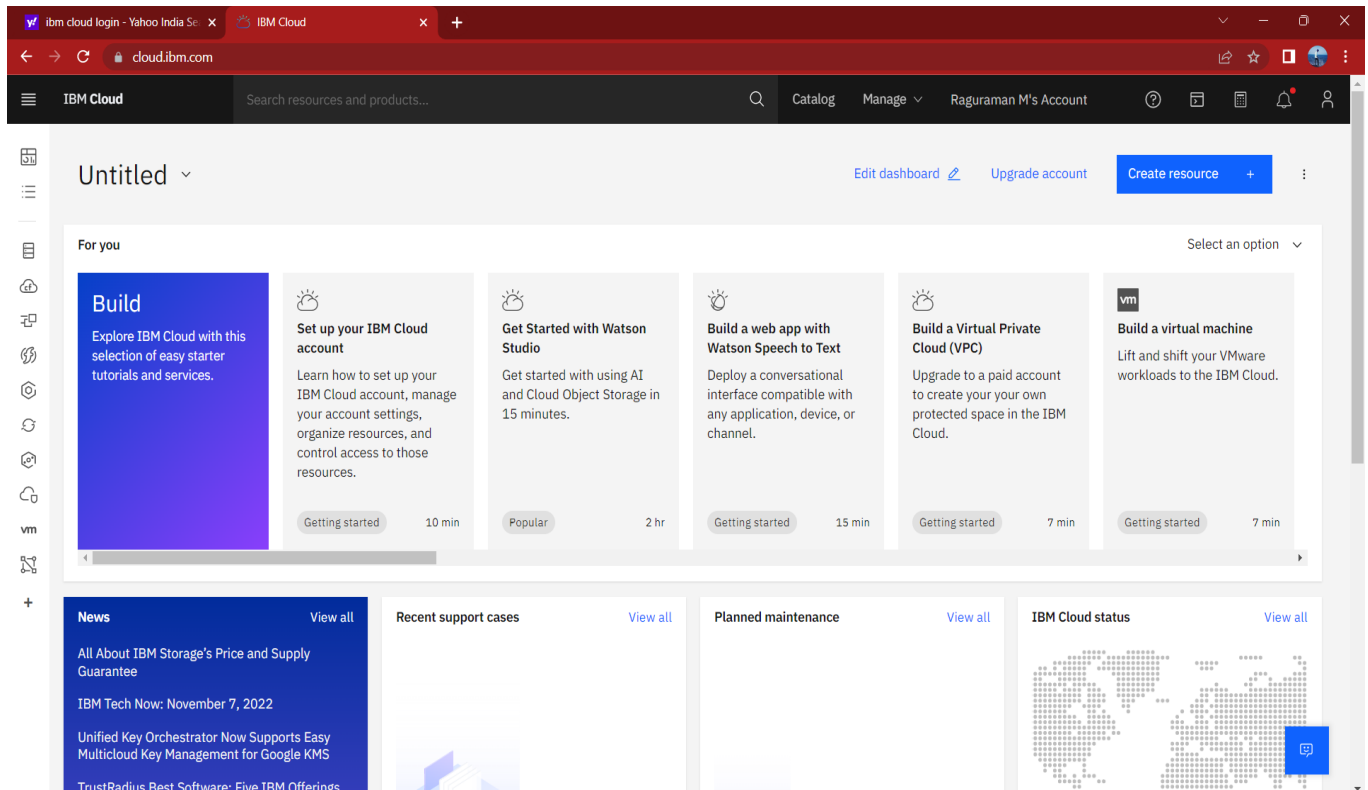 ibm cloud login - Yahoo India Se
IBM Cloud
cloud.ibm.com
IBM Cloud
Search resources and products...
Catalog
Manage
Raguraman M's Account
Untitled
Edit dashboard
Upgrade account
Create resource +
For you
Select an option
Build
Explore IBM Cloud with this
selection of easy starter
tutorials and services.
Set up your IBM Cloud
account
Learn how to set up your
IBM Cloud account, manage
your account settings,
organize resources, and
control access to those
resources.
Getting started
10 min
Get Started with Watson
Studio
Get started with using AI
and Cloud Object Storage in
15 minutes.
Popular
2 hr
Build a web app with
Watson Speech to Text
Deploy a conversational
interface compatible with
any application, device, or
channel.
Getting started
15 min
Build a Virtual Private
Cloud (VPC)
Upgrade to a paid account
to create your your own
protected space in the IBM
Cloud.
Getting started
7 min
vm
Build a virtual machine
Lift and shift your VMware
workloads to the IBM Cloud.
Getting started
7 min
cf
vm
News
View all
All About IBM Storage's Price and Supply
Guarantee
IBM Tech Now: November 7, 2022
Unified Key Orchestrator Now Supports Easy
Multicloud Key Management for Google KMS
TrustRadius Best Software: Five IBM Offerings
Recent support cases
View all
Planned maintenance
View all
IBM Cloud status
View all